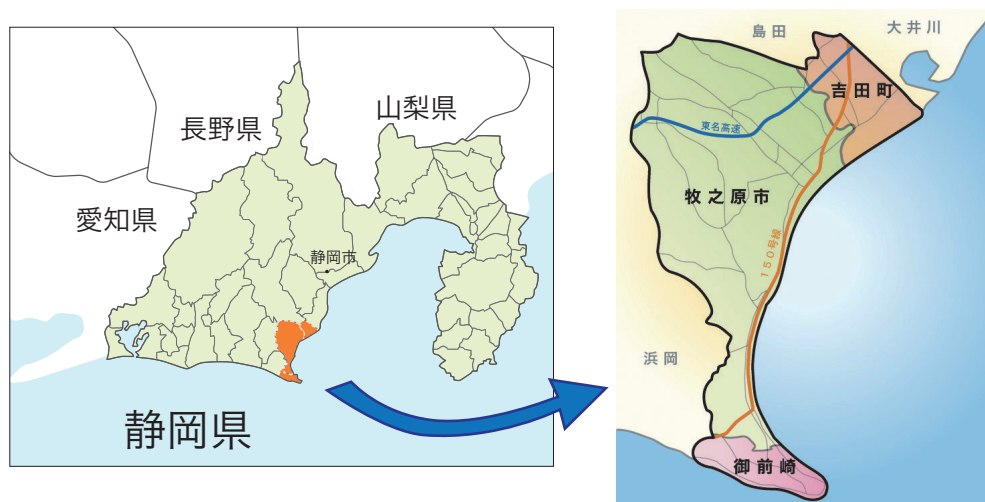 長野県
山梨県
愛知県
静岡市
静岡県
島田
大井川
吉田町
東名高速
牧之原市
150号線
浜岡
御前崎